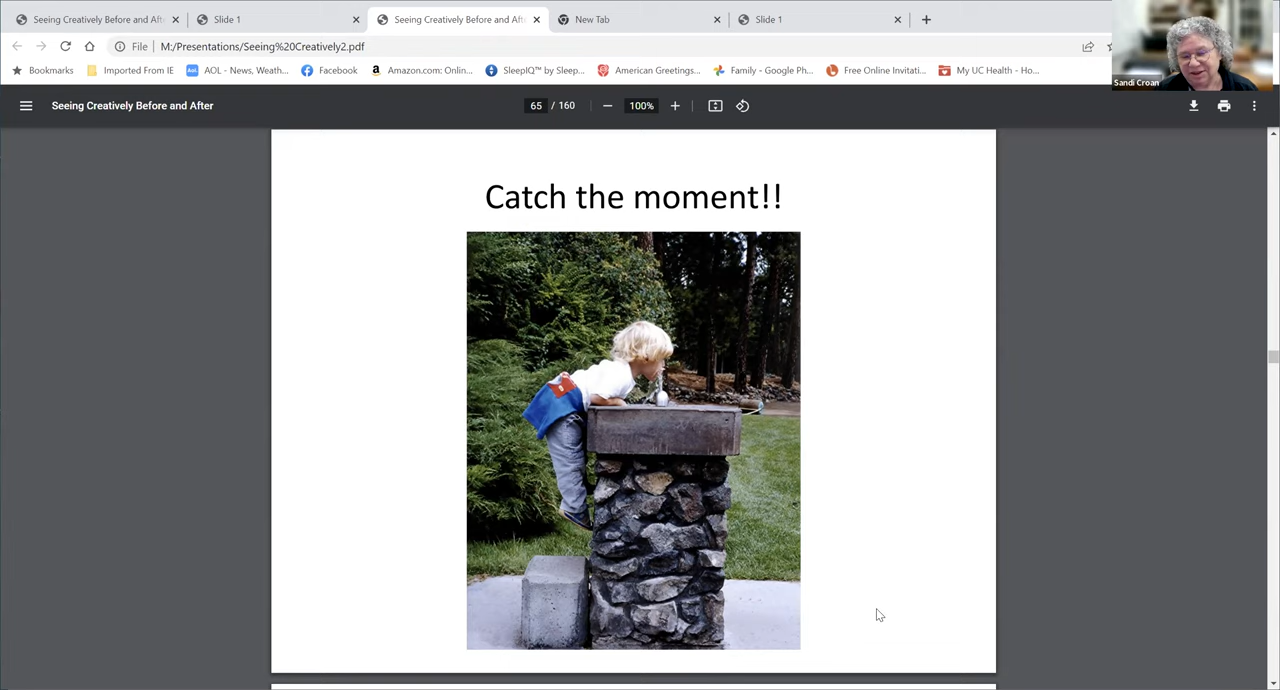 Seeing Creatively Before and Aft
Slide 1
Seeing Creatively Before and Aft
New Tab
Slide 1
File
M:/Presentations/Seeing%20Creatively2.pdf
Bookmarks
Imported From IE
AOL - News, Weath...
Facebook
Amazon.com: Onlin...
SleepIQ™ by Sleep...
American Greetings...
Family - Google Ph...
Free Online Invitati...
My UC Health - Ho...
Sandi Croan
Seeing Creatively Before and After
65 / 160
100%
Catch the moment!!